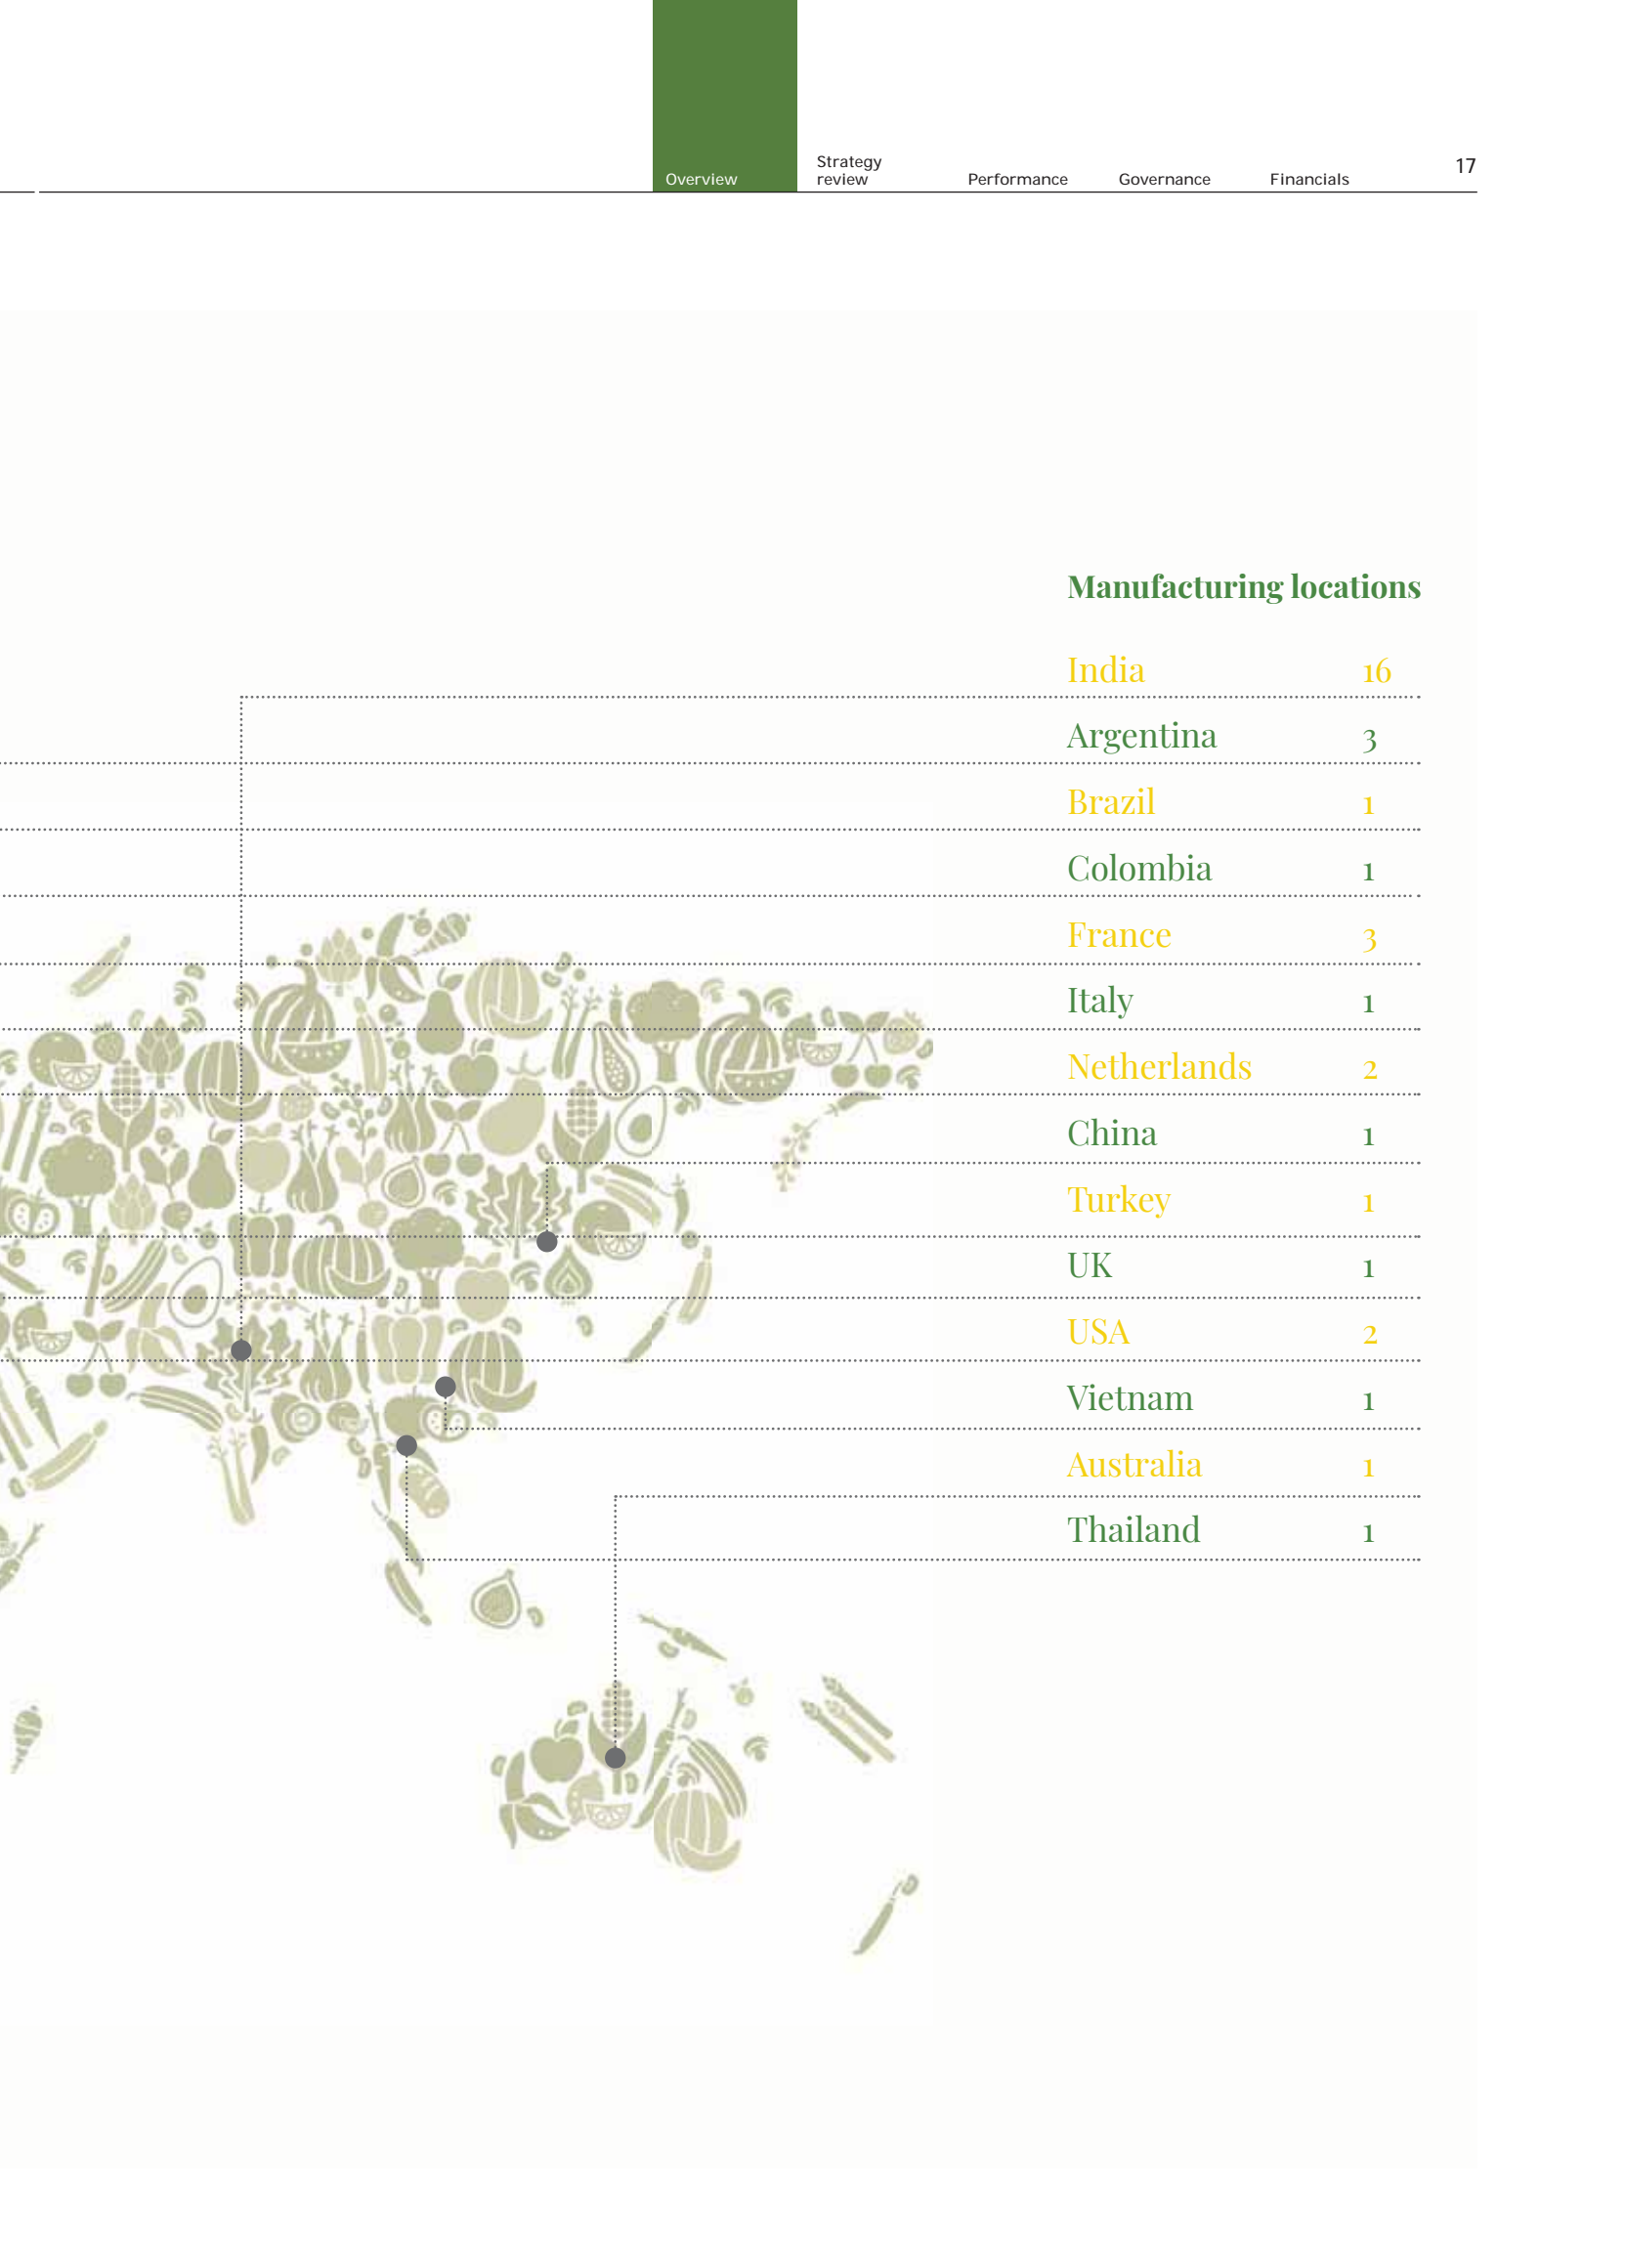 Overview
Strategy
review
Performance
Governance
Financials
17
Manufacturing locations
India 16
Argentina 3
Brazil 1
Colombia 1
France 3
Italy 1
Netherlands 2
China 1
Turkey 1
UK 1
USA 2
Vietnam 1
Australia 1
Thailand 1